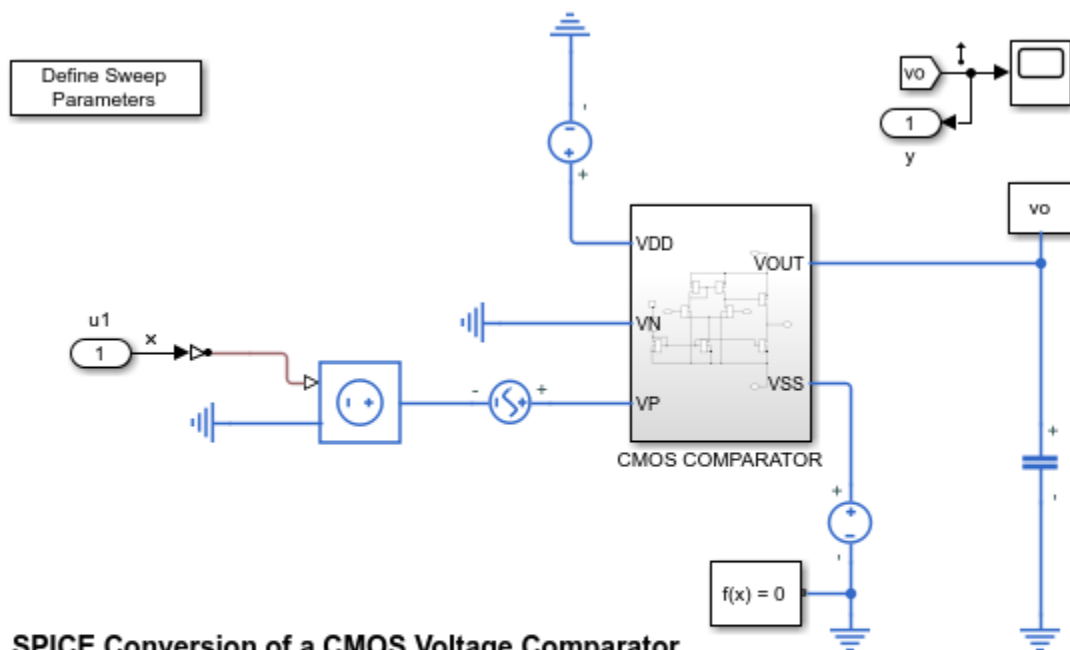 Define Sweep
Parameters
vo
1
y
vo
VDD
VOUT
u1
x
1
VN
VSS
VP
CMOS COMPARATOR
f(x) = 0
SPICE Conversion of a CMOS Voltage Comparator